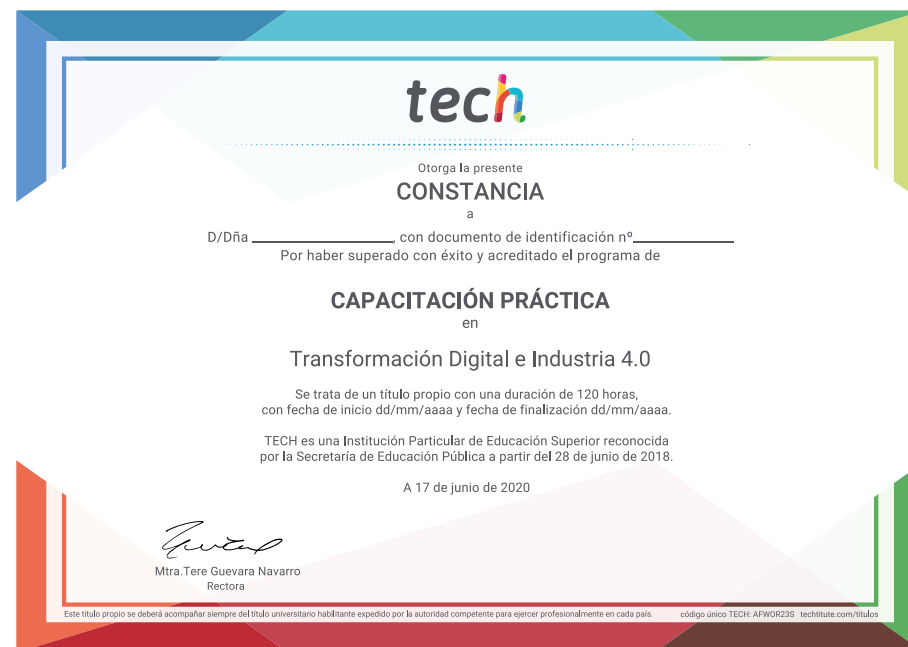 tech
Otorga la presente
CONSTANCIA
a
D/Dña ____________________, con documento de identificación nº______________
Por haber superado con éxito y acreditado el programa de
CAPACITACIÓN PRÁCTICA
en
Transformación Digital e Industria 4.0
Se trata de un título propio con una duración de 120 horas,
con fecha de inicio dd/mm/aaaa y fecha de finalización dd/mm/aaaa.
TECH es una Institución Particular de Educación Superior reconocida
por la Secretaría de Educación Pública a partir del 28 de junio de 2018.
A 17 de junio de 2020
Mtra.Tere Guevara Navarro
Rectora
Este título propio se deberá acompañar siempre del título universitario habilitante expedido por la autoridad competente para ejercer profesionalmente en cada país. código único TECH: AFWOR23S techtitute.com/titulos